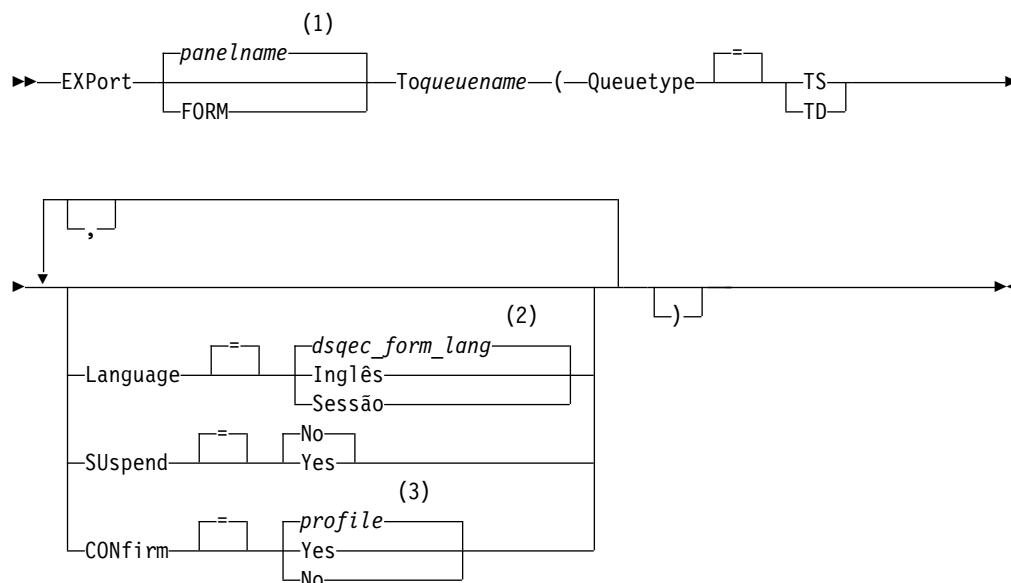 (1)
panelname
EXPort Toqueuename ( Queuetype = TS
FORM TD
,
)
(2)
dsqec_form_lang
Language = Inglês
Sessão
No
SUspend = Yes
(3)
profile
CONfirm = Yes
No